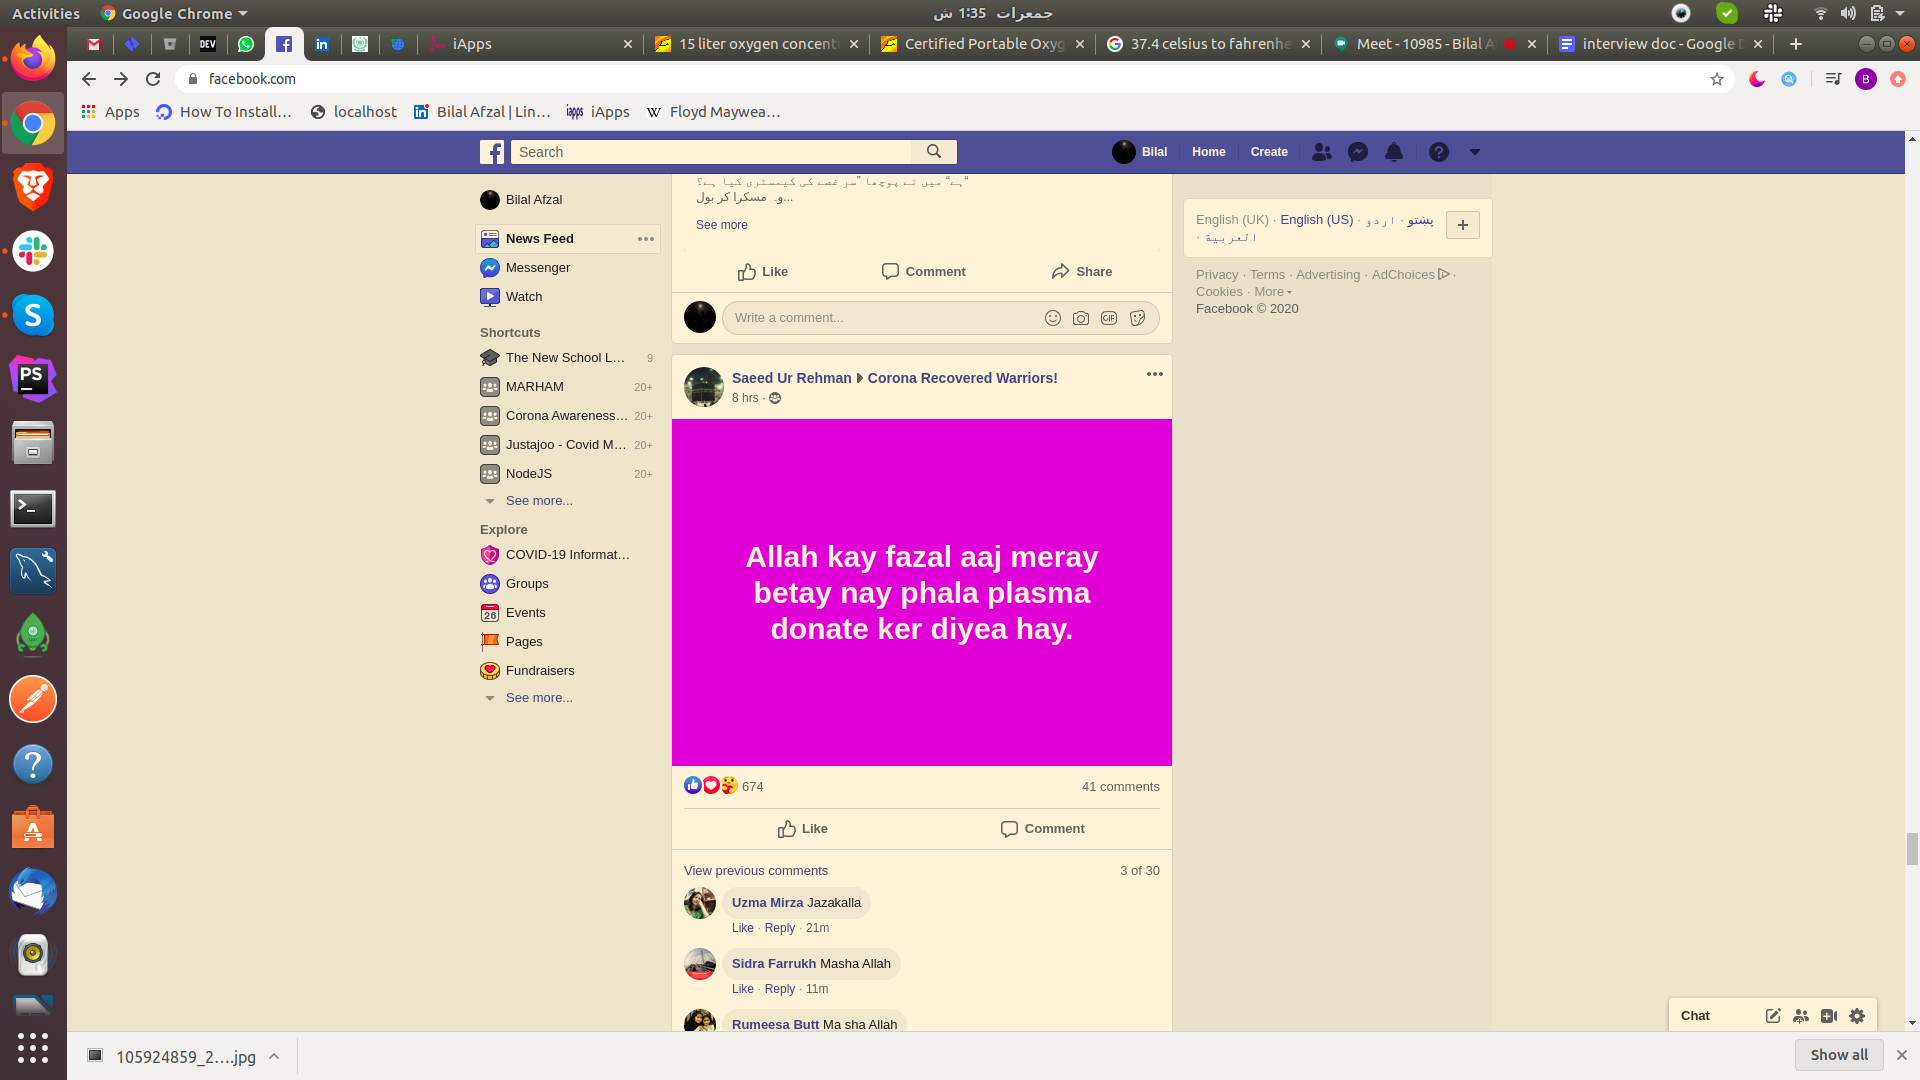 Activities
Google Chrome
جمعرات 1:35 ش
iApps
15 liter oxygen concent
Certified Portable Oxyg
37.4 celsius to fahrenhe
Meet - 10985 - Bilal A
interview doc - Google D
facebook.com
B
Apps
How To Install…
localhost
Bilal Afzal | Lin…
iApps
Floyd Maywea…
Search
Bilal
Home
Create
Bilal Afzal
News Feed
Messenger
Watch
Shortcuts
The New School L… 9
MARHAM 20+
Corona Awareness… 20+
Justajoo - Covid M… 20+
NodeJS 20+
See more...
Explore
COVID-19 Informat…
Groups
Events
Pages
Fundraisers
See more...
ہے“ میں نے پوچھا ”سر غصے کی کیمسٹری کیا ہے؟“
وہ مسکرا کر بول...
See more
Like
Comment
Share
Write a comment...
GIF
Saeed Ur Rehman ▸ Corona Recovered Warriors!
8 hrs ·
Allah kay fazal aaj meray
betay nay phala plasma
donate ker diyea hay.
674
41 comments
Like
Comment
View previous comments
3 of 30
Uzma Mirza Jazakalla
Like · Reply · 21m
Sidra Farrukh Masha Allah
Like · Reply · 11m
Rumeesa Butt Ma sha Allah
English (UK) · English (US) · اردو · پښتو
العربية ·
Privacy · Terms · Advertising · AdChoices ·
Cookies · More
Facebook © 2020
Chat
105924859_2….jpg
Show all